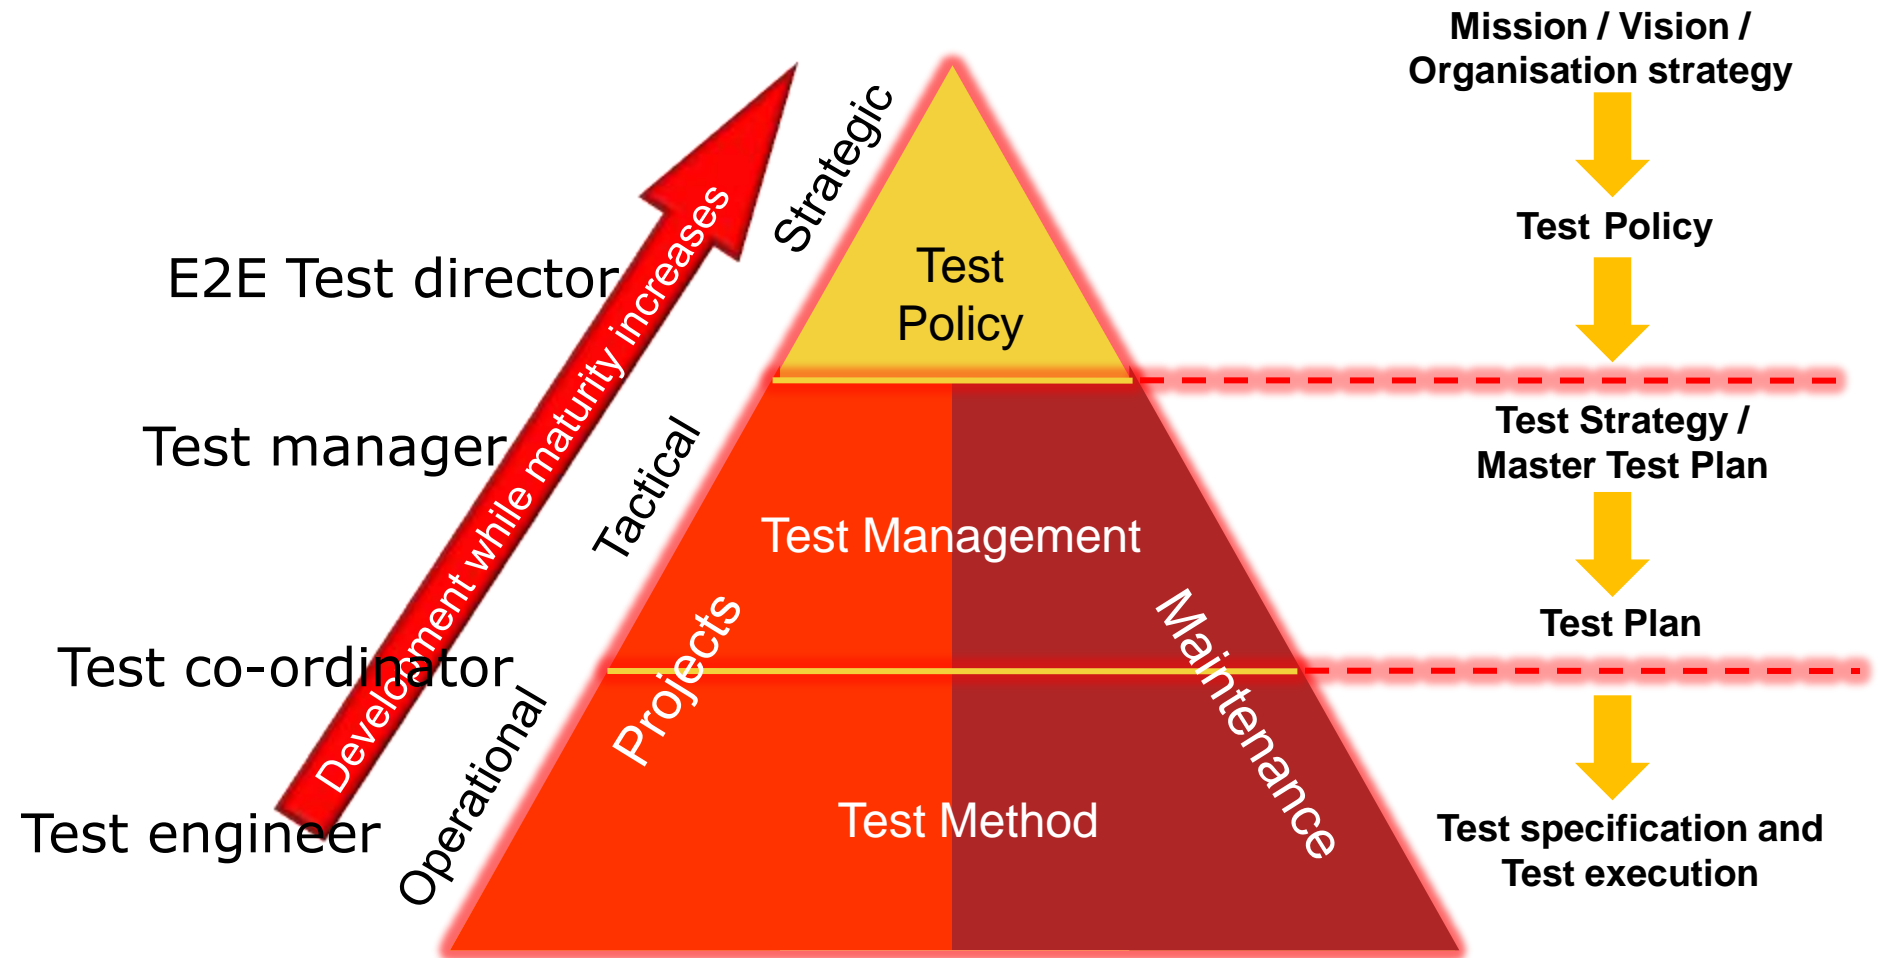 E2E Test director
Test manager
Test co-ordinator
Test engineer
Development while maturity increases
Strategic
Tactical
Operational
Test
Policy
Test Management
Projects
Maintenance
Test Method
Mission / Vision /
Organisation strategy
Test Policy
Test Strategy /
Master Test Plan
Test Plan
Test specification and
Test execution